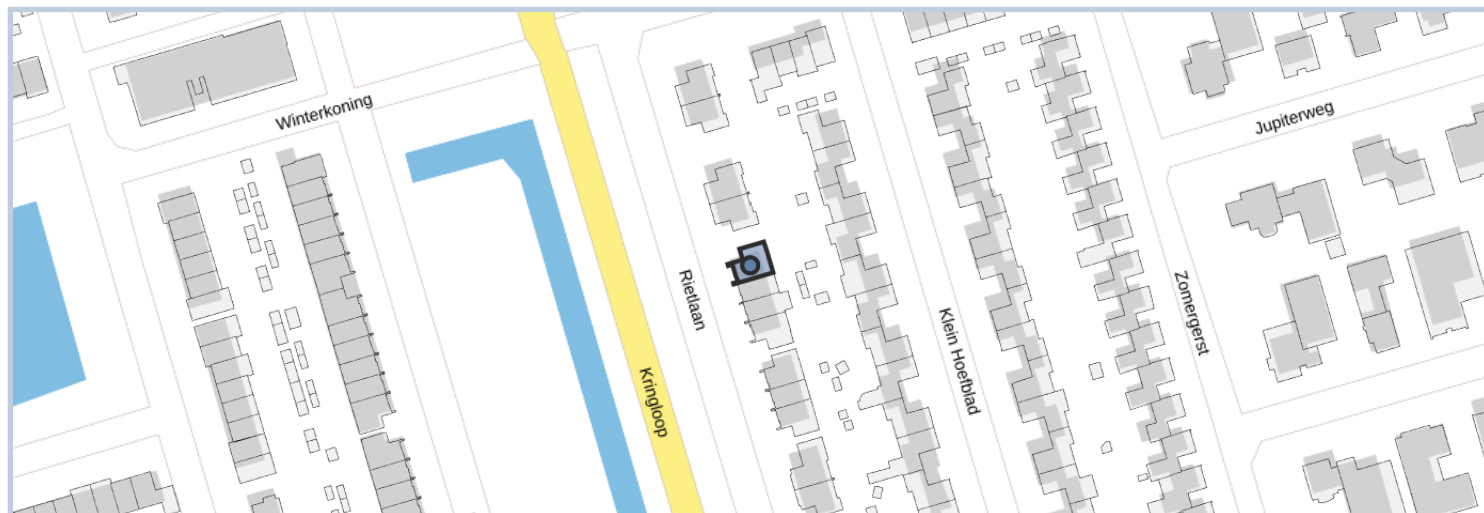 Winterkoning
Jupiterweg
Rietlaan
Zomergerst
Klein Hoefblad
Kringloop